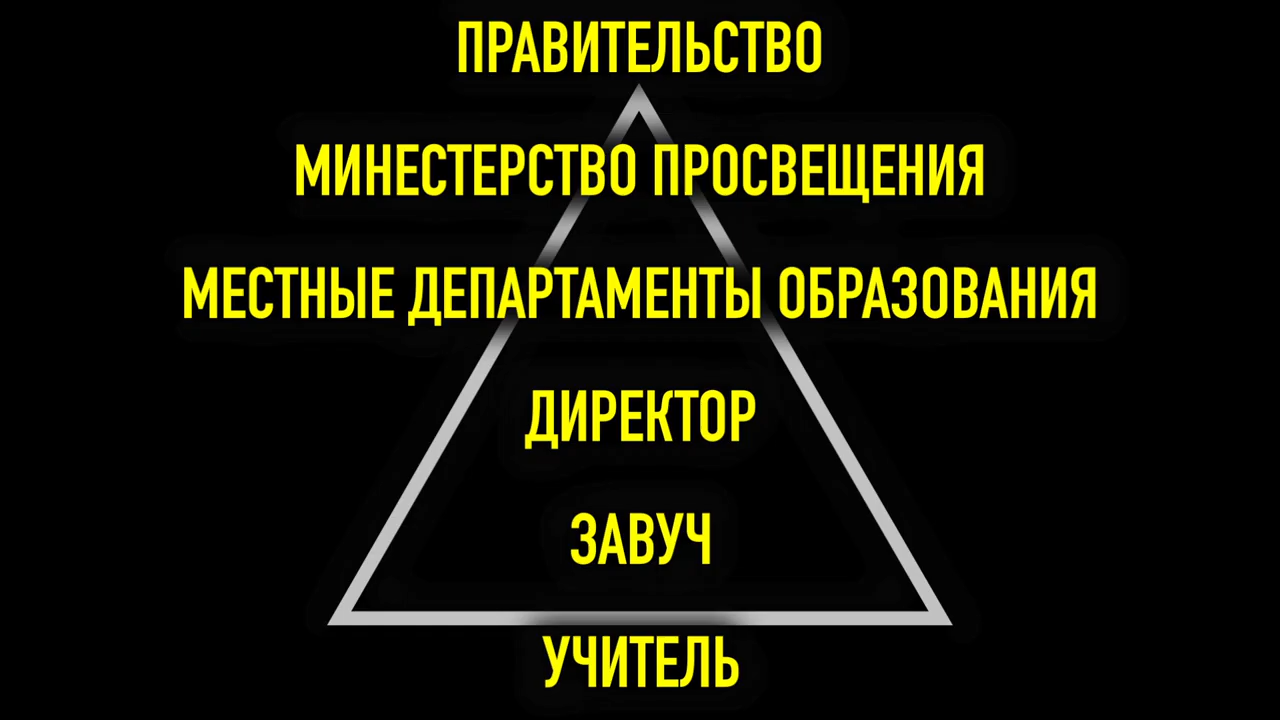 ПРАВИТЕЛЬСТВО
МИНЕСТЕРСТВО ПРОСВЕЩЕНИЯ
МЕСТНЫЕ ДЕПАРТАМЕНТЫ ОБРАЗОВАНИЯ
ДИРЕКТОР
ЗАВУЧ
УЧИТЕЛЬ